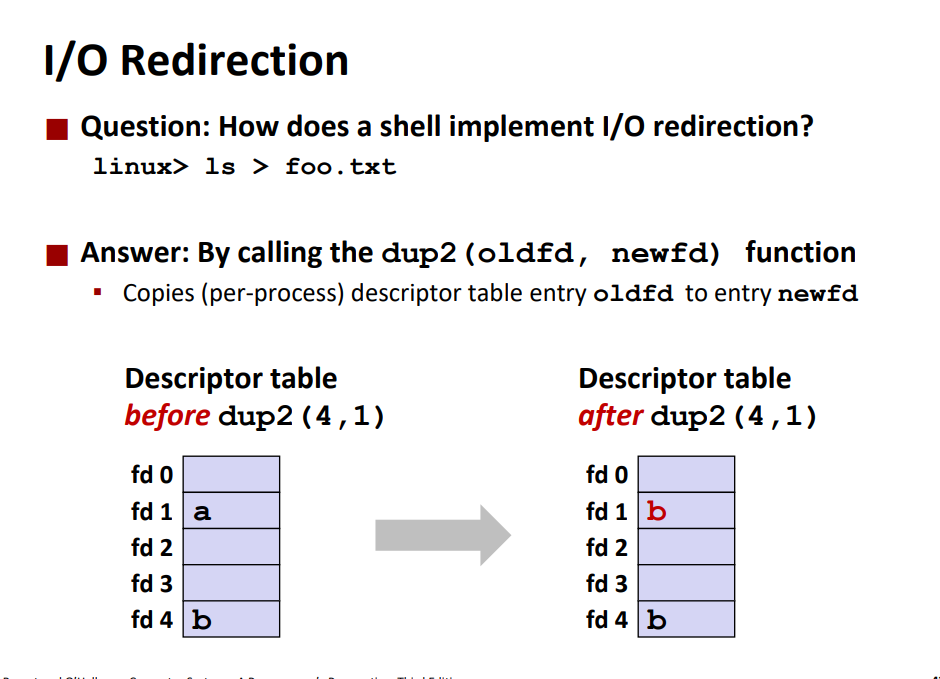 I/O Redirection
Question: How does a shell implement I/O redirection?
linux> ls > foo.txt
Answer: By calling the dup2(oldfd, newfd) function
Copies (per-process) descriptor table entry oldfd to entry newfd
Descriptor table
before dup2(4,1)
fd 0
fd 1 a
fd 2
fd 3
fd 4 b
Descriptor table
after dup2(4,1)
fd 0
fd 1 b
fd 2
fd 3
fd 4 b